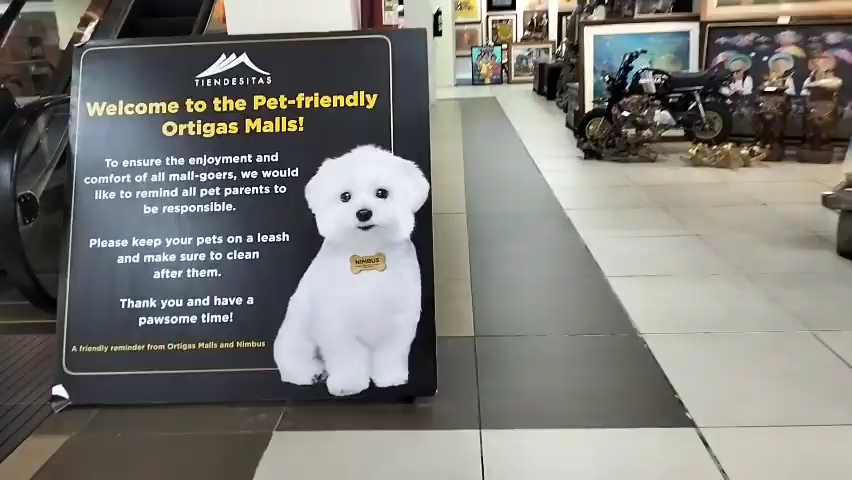 TIENDESITAS
Welcome to the Pet-friendly
Ortigas Malls!
To ensure the enjoyment and
comfort of all mall-goers, we would
like to remind all pet parents to
be responsible.
Please keep your pets on a leash
and make sure to clean
after them.
Thank you and have a
pawsome time!
A friendly reminder from Ortigas Malls and Nimbus
NIMBUS